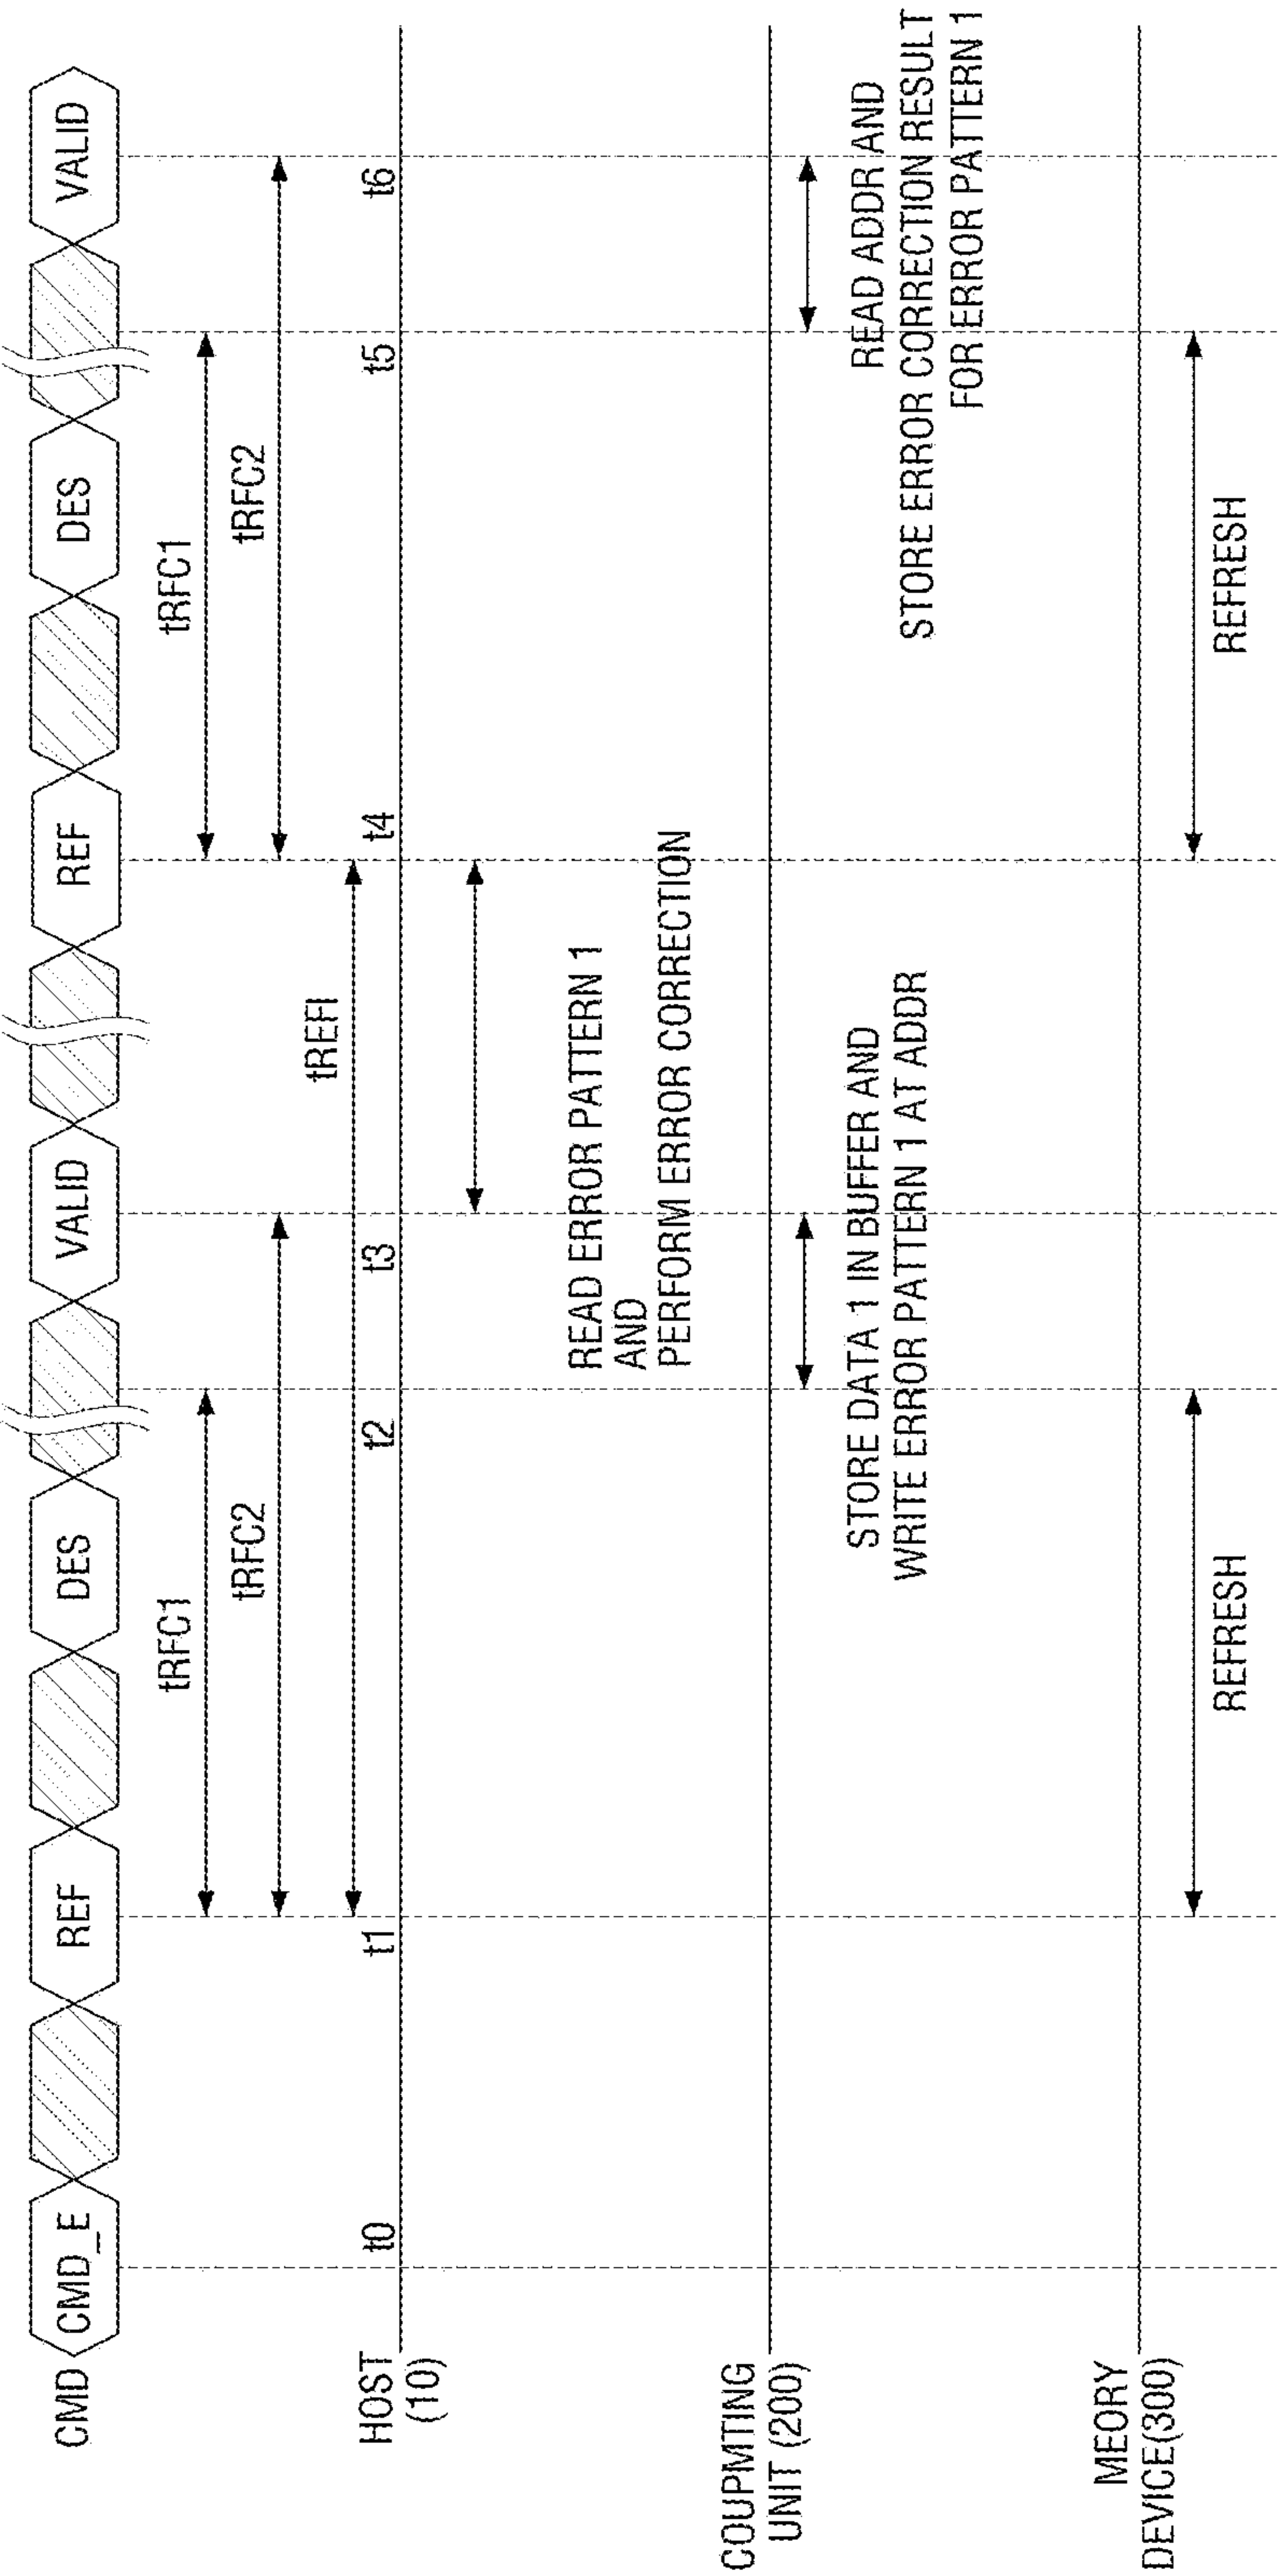 CMD CMD_E REF DES VALID REF DES VALID
tRFC1 tRFC1
tRFC2 tRFC2
tREFI
HOST
(10)
t0 t1 t2 t3 t4 t5 t6
READ ERROR PATTERN 1
AND
PERFORM ERROR CORRECTION
COUPMTING
UNIT (200)
STORE DATA 1 IN BUFFER AND
WRITE ERROR PATTERN 1 AT ADDR
READ ADDR AND
STORE ERROR CORRECTION RESULT
FOR ERROR PATTERN 1
MEORY
DEVICE(300)
REFRESH REFRESH